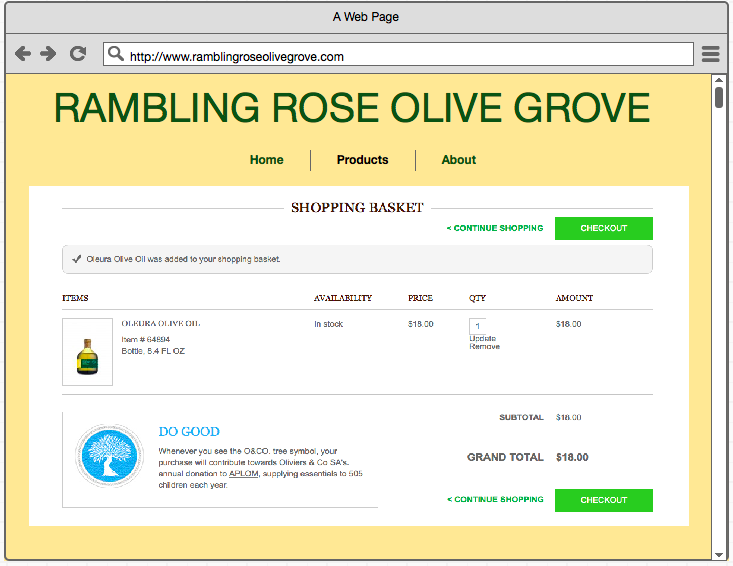 A Web Page
http://www.ramblingroseolivegrove.com
RAMBLING ROSE OLIVE GROVE
Home Products About
SHOPPING BASKET
< CONTINUE SHOPPING CHECKOUT
Oleura Olive Oil was added to your shopping basket.
ITEMS AVAILABILITY PRICE QTY AMOUNT
OLEURA OLIVE OIL In stock $18.00 1 $18.00
Item # 64894
Update
Bottle, 8.4 FL OZ
Remove
SUBTOTAL $18.00
DO GOOD
Whenever you see the O&CO. tree symbol, your
purchase will contribute towards Oliviers & Co SA's.
GRAND TOTAL $18.00
annual donation to APLOM, supplying essentials to 505
children each year.
< CONTINUE SHOPPING CHECKOUT